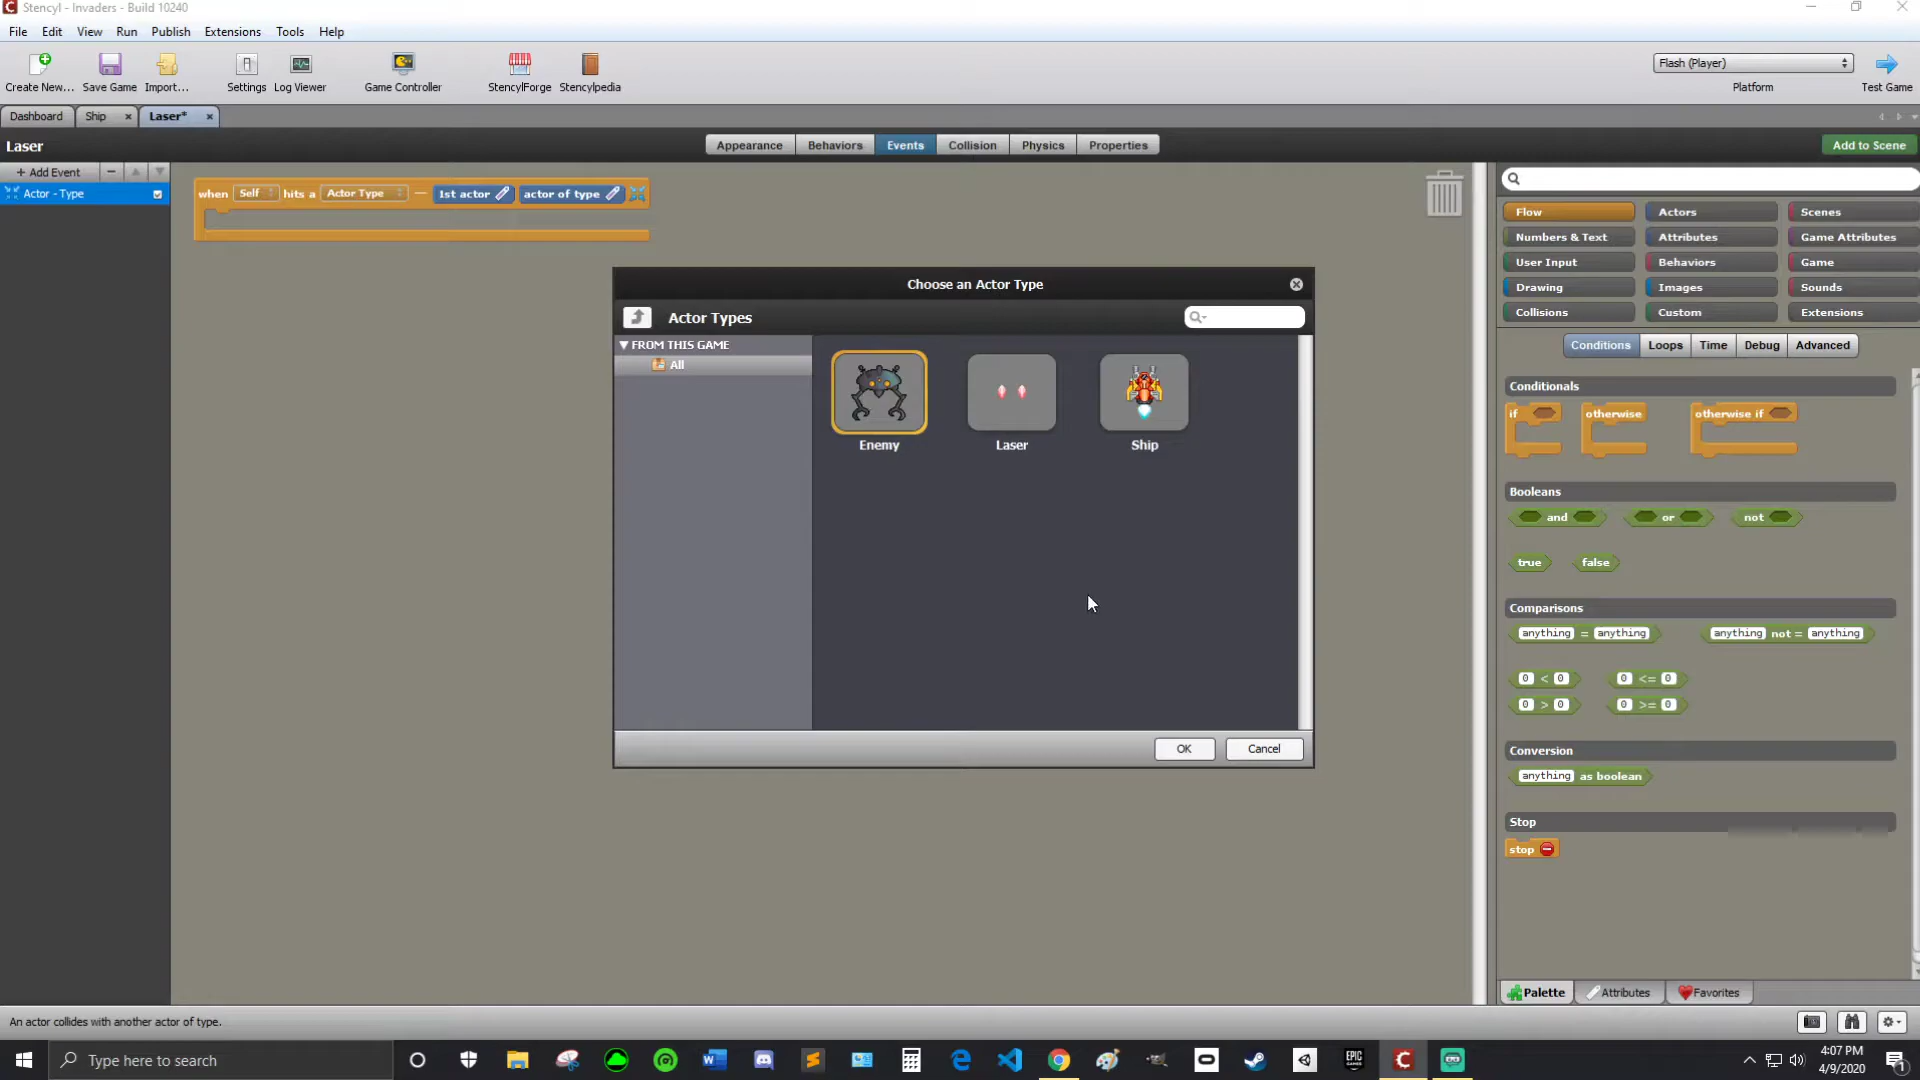 Stencyl - Invaders - Build 10240
File Edit View Run Publish Extensions Tools Help
Create New... Save Game Import... Settings Log Viewer Game Controller StencylForge Stencylpedia
Flash (Player)
Platform
Test Game
Dashboard Ship Laser*
Laser
Appearance Behaviors Events Collision Physics Properties
Add to Scene
+ Add Event
Actor - Type
when Self hits a Actor Type — 1st actor actor of type
Choose an Actor Type
Actor Types
FROM THIS GAME
All
Enemy Laser Ship
OK Cancel
Flow Actors Scenes
Numbers & Text Attributes Game Attributes
User Input Behaviors Game
Drawing Images Sounds
Collisions Custom Extensions
Conditions Loops Time Debug Advanced
Conditionals
if otherwise otherwise if
Booleans
and or not
true false
Comparisons
anything = anything anything not = anything
0 < 0 0 <= 0
0 > 0 0 >= 0
Conversion
anything as boolean
Stop
stop
Palette Attributes Favorites
An actor collides with another actor of type.
Type here to search
EPIC GAMES
4:07 PM
4/9/2020
1